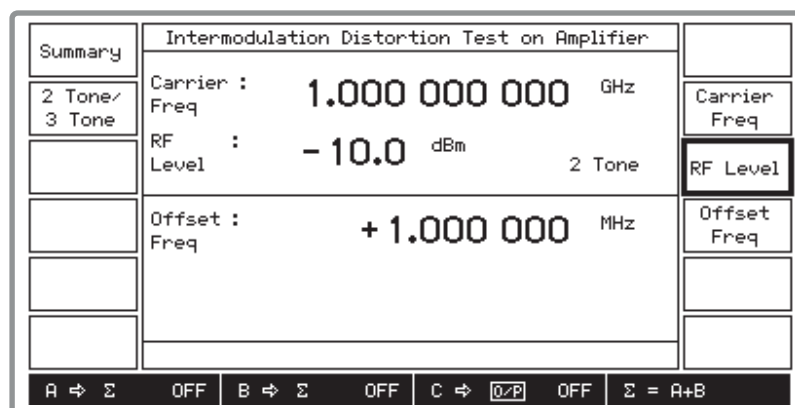 Summary
2 Tone/
3 Tone
Intermodulation Distortion Test on Amplifier
Carrier :
Freq
1.000 000 000 GHz
RF :
Level
- 10.0 dBm
2 Tone
Offset :
Freq
+ 1.000 000 MHz
Carrier
Freq
RF Level
Offset
Freq
A ⇨ Σ OFF B ⇨ Σ OFF C ⇨ O/P OFF Σ = A+B